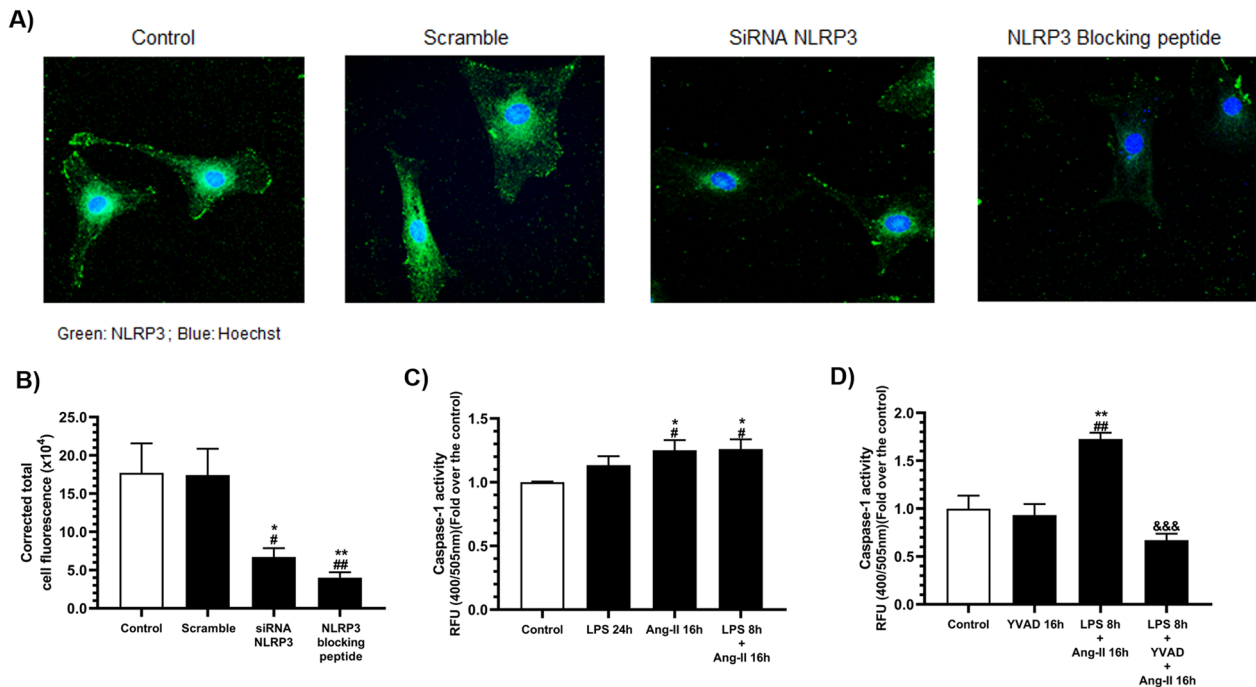 A)
Control
Scramble
SiRNA NLRP3
NLRP3 Blocking peptide
Green: NLRP3; Blue: Hoechst
B)
Corrected total
cell fluorescence (x10⁴)
25.0
20.0
15.0
10.0
5.0
0.0
*
#
**
##
Control
Scramble
siRNA
NLRP3
NLRP3
blocking
peptide
C)
Caspase-1 activity
RFU (400/505nm)(Fold over the control)
1.5
1.0
0.5
0.0
*
#
*
#
Control
LPS 24h
Ang-II 16h
LPS 8h
+
Ang-II 16h
D)
Caspase-1 activity
RFU (400/505nm)(Fold over the control)
2.0
1.5
1.0
0.5
0.0
**
##
&&&
Control
YVAD 16h
LPS 8h
+
Ang-II 16h
LPS 8h
+
YVAD
+
Ang-II 16h